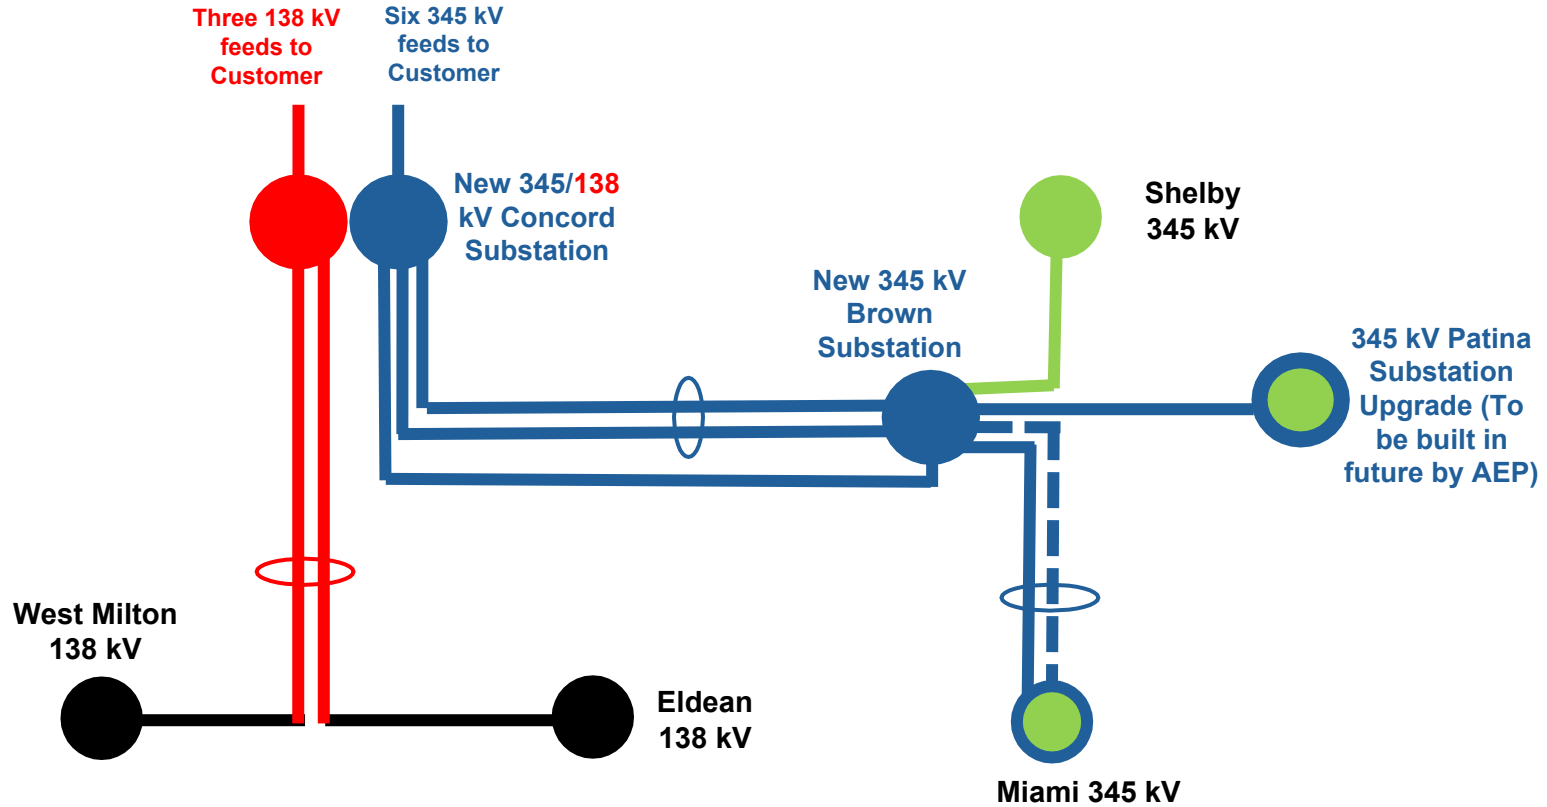 Three 138 kV
feeds to
Customer
Six 345 kV
feeds to
Customer
New 345/138
kV Concord
Substation
Shelby
345 kV
New 345 kV
Brown
Substation
345 kV Patina
Substation
Upgrade (To
be built in
future by AEP)
West Milton
138 kV
Eldean
138 kV
Miami 345 kV